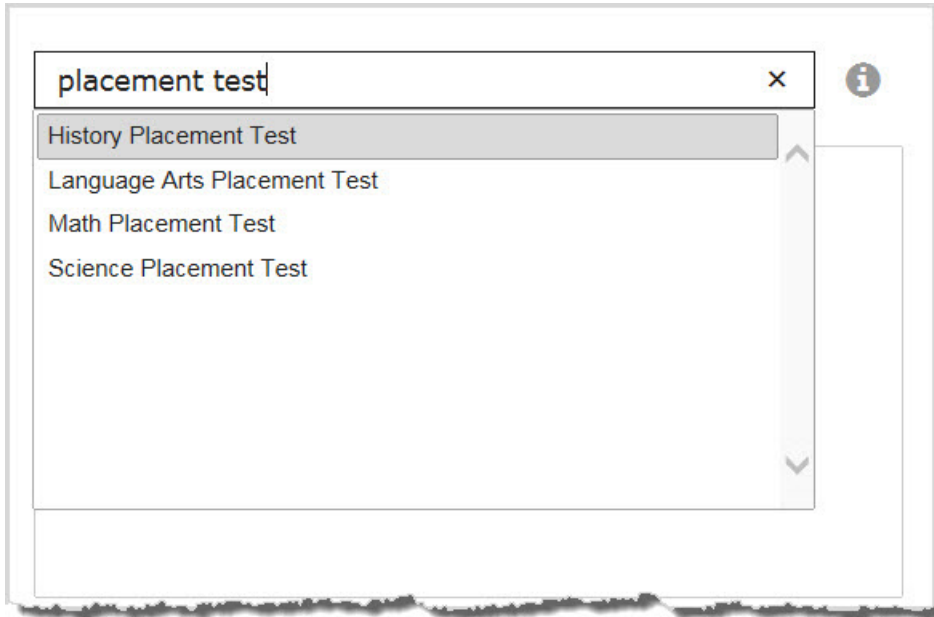 placement test
History Placement Test
Language Arts Placement Test
Math Placement Test
Science Placement Test